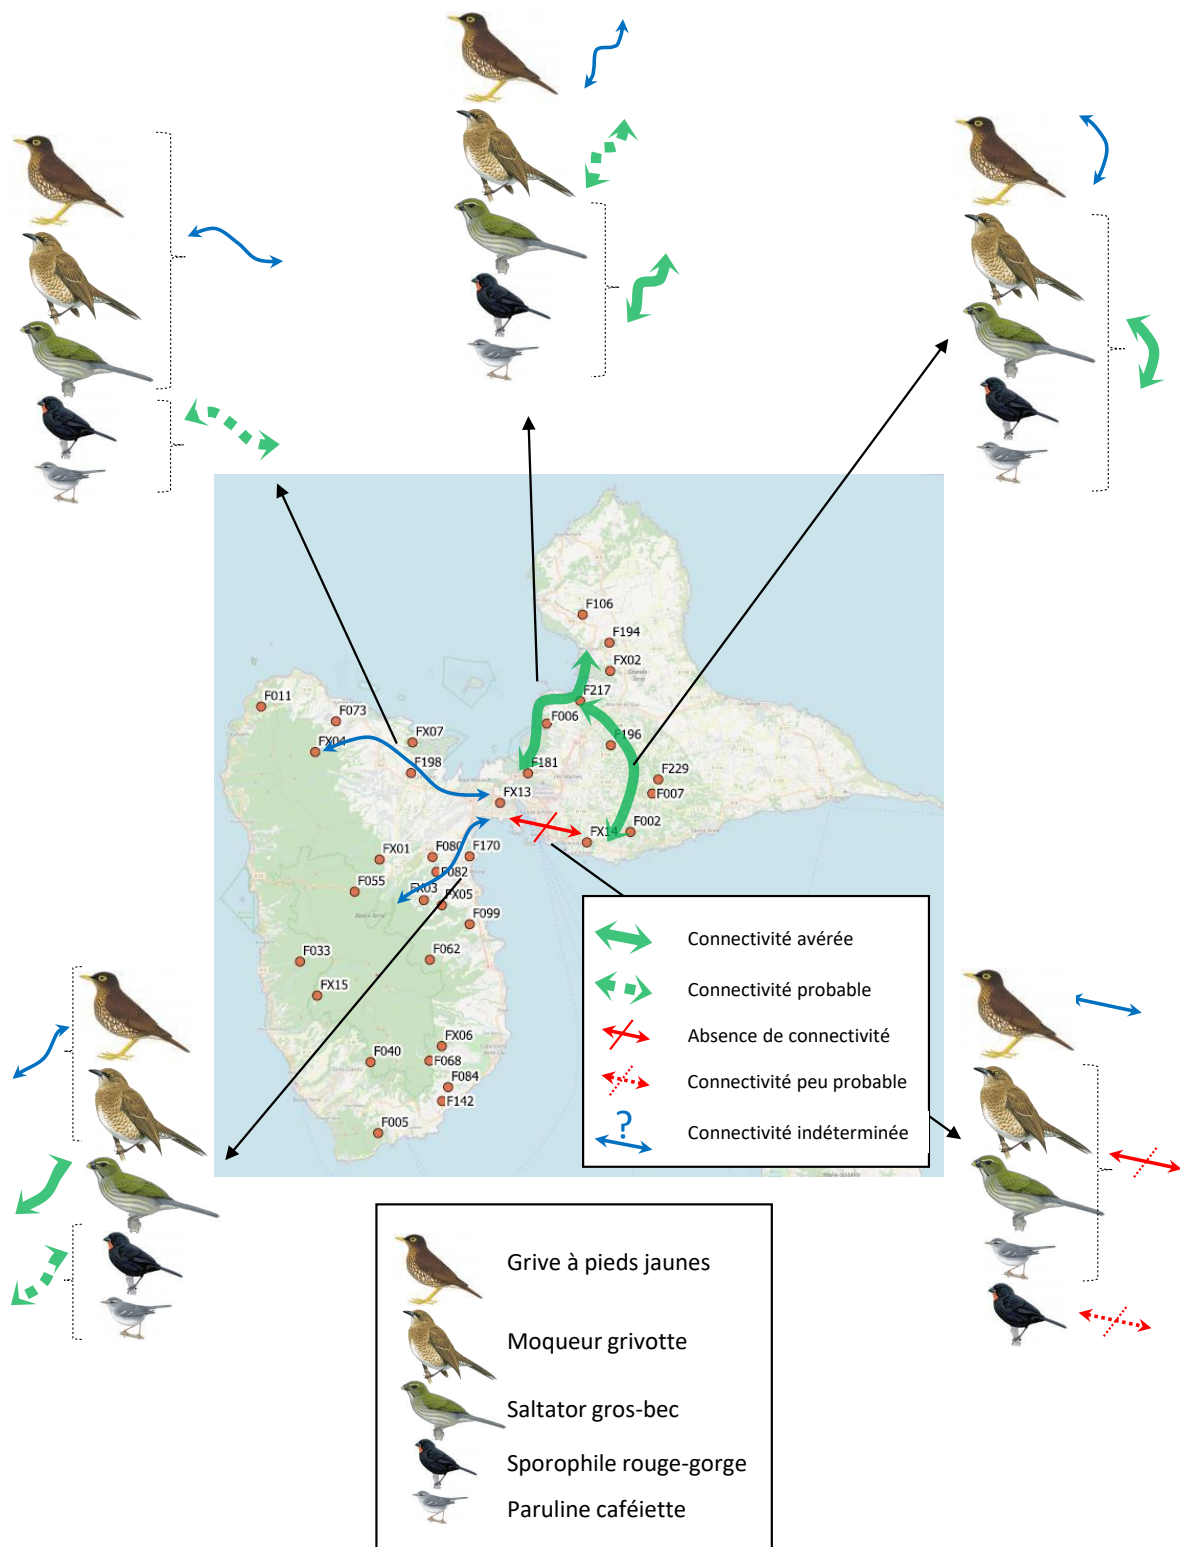 F106
F194
FX02
F217
F011
F073
F006
FX04
FX07
F196
F198
F181
F229
F007
FX13
F002
FX14
FX01
F080
F170
F082
F055
FX03
FX05
F099
F033
F062
FX15
FX06
F040
F068
F084
F142
F005
Connectivité avérée
Connectivité probable
Absence de connectivité
Connectivité peu probable
?
Connectivité indéterminée
Grive à pieds jaunes
Moqueur grivotte
Saltator gros-bec
Sporophile rouge-gorge
Paruline caféiette